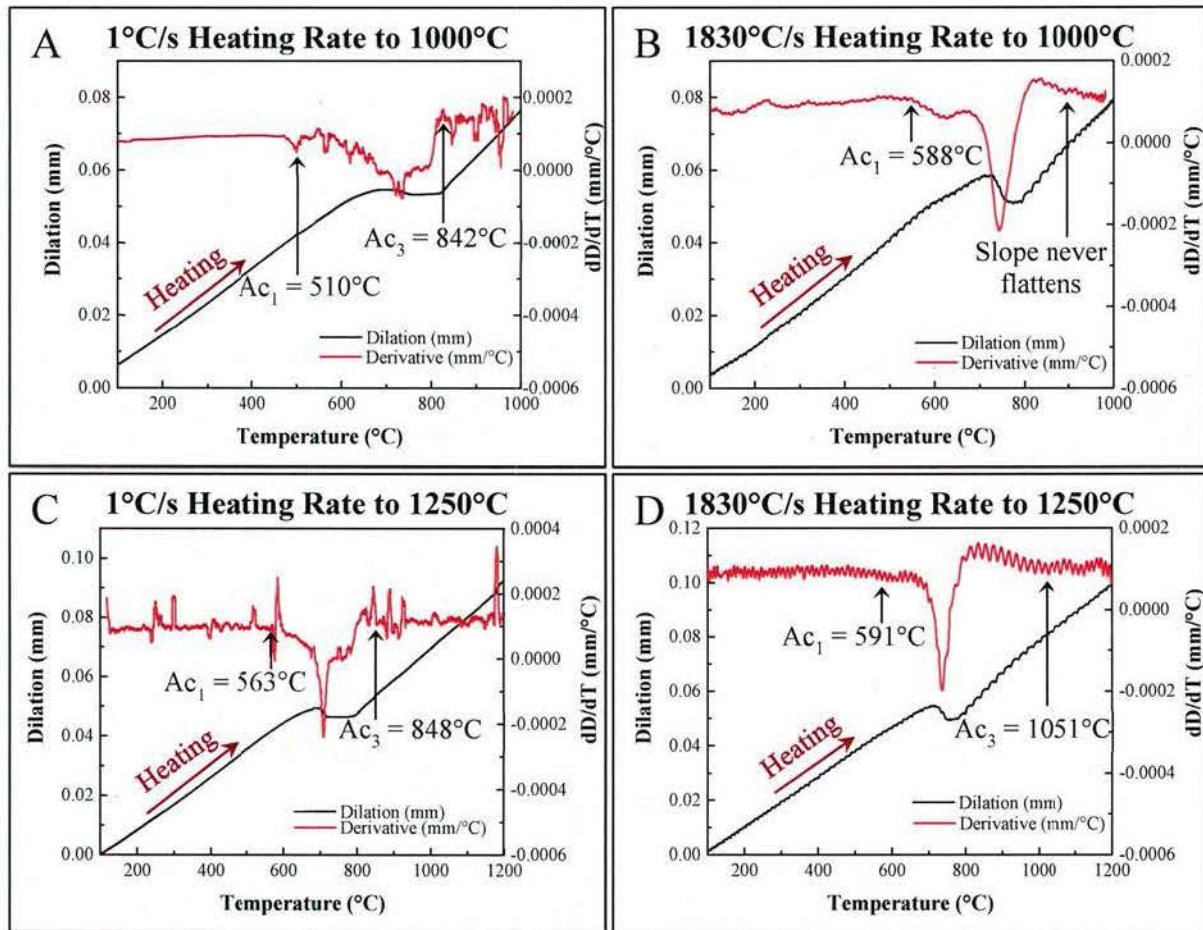 A
1°C/s Heating Rate to 1000°C
0.08
0.06
0.04
0.02
0.00
Dilation (mm)
0.0002
0.0000
-0.0002
-0.0004
-0.0006
dD/dT (mm/°C)
Ac3 = 842°C
Ac1 = 510°C
Heating
Dilation (mm)
Derivative (mm/°C)
200 400 600 800 1000
Temperature (°C)
B
1830°C/s Heating Rate to 1000°C
0.08
0.06
0.04
0.02
0.00
Dilation (mm)
0.0002
0.0000
-0.0002
-0.0004
-0.0006
dD/dT (mm/°C)
Ac1 = 588°C
Slope never
flattens
Heating
Dilation (mm)
Derivative (mm/°C)
200 400 600 800 1000
Temperature (°C)
C
1°C/s Heating Rate to 1250°C
0.10
0.08
0.06
0.04
0.02
0.00
Dilation (mm)
0.0004
0.0002
0.0000
-0.0002
-0.0004
-0.0006
dD/dT (mm/°C)
Ac1 = 563°C
Ac3 = 848°C
Heating
Dilation (mm)
Derivative (mm/°C)
200 400 600 800 1000 1200
Temperature (°C)
D
1830°C/s Heating Rate to 1250°C
0.12
0.10
0.08
0.06
0.04
0.02
0.00
Dilation (mm)
0.0002
0.0000
-0.0002
-0.0004
-0.0006
dD/dT (mm/°C)
Ac1 = 591°C
Ac3 = 1051°C
Heating
Dilation (mm)
Derivative (mm/°C)
200 400 600 800 1000 1200
Temperature (°C)